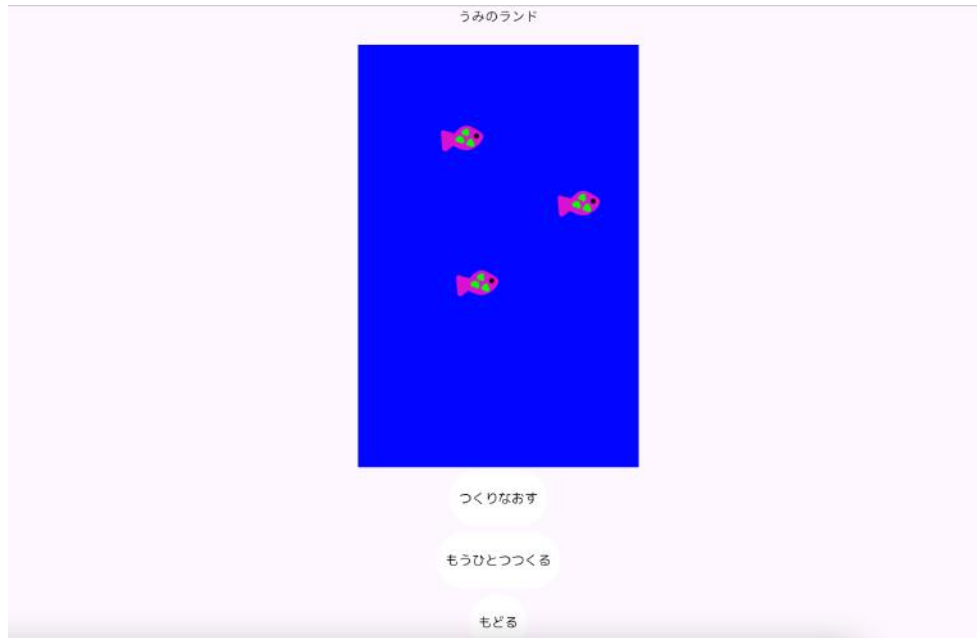 うみのランド
つくりなおす
もうひとつつくる
もどる